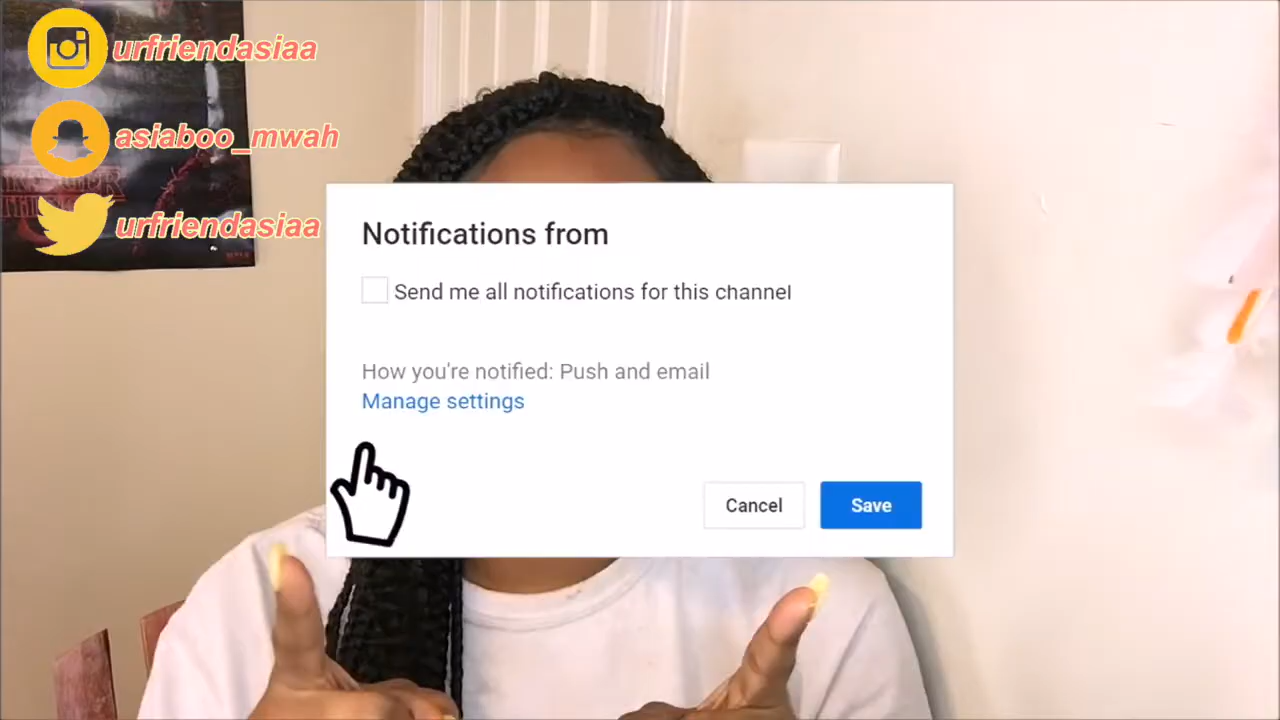 urfriendasiaa
asiaboo_mwah
urfriendasiaa
Notifications from
Send me all notifications for this channel
How you're notified: Push and email
Manage settings
Cancel
Save